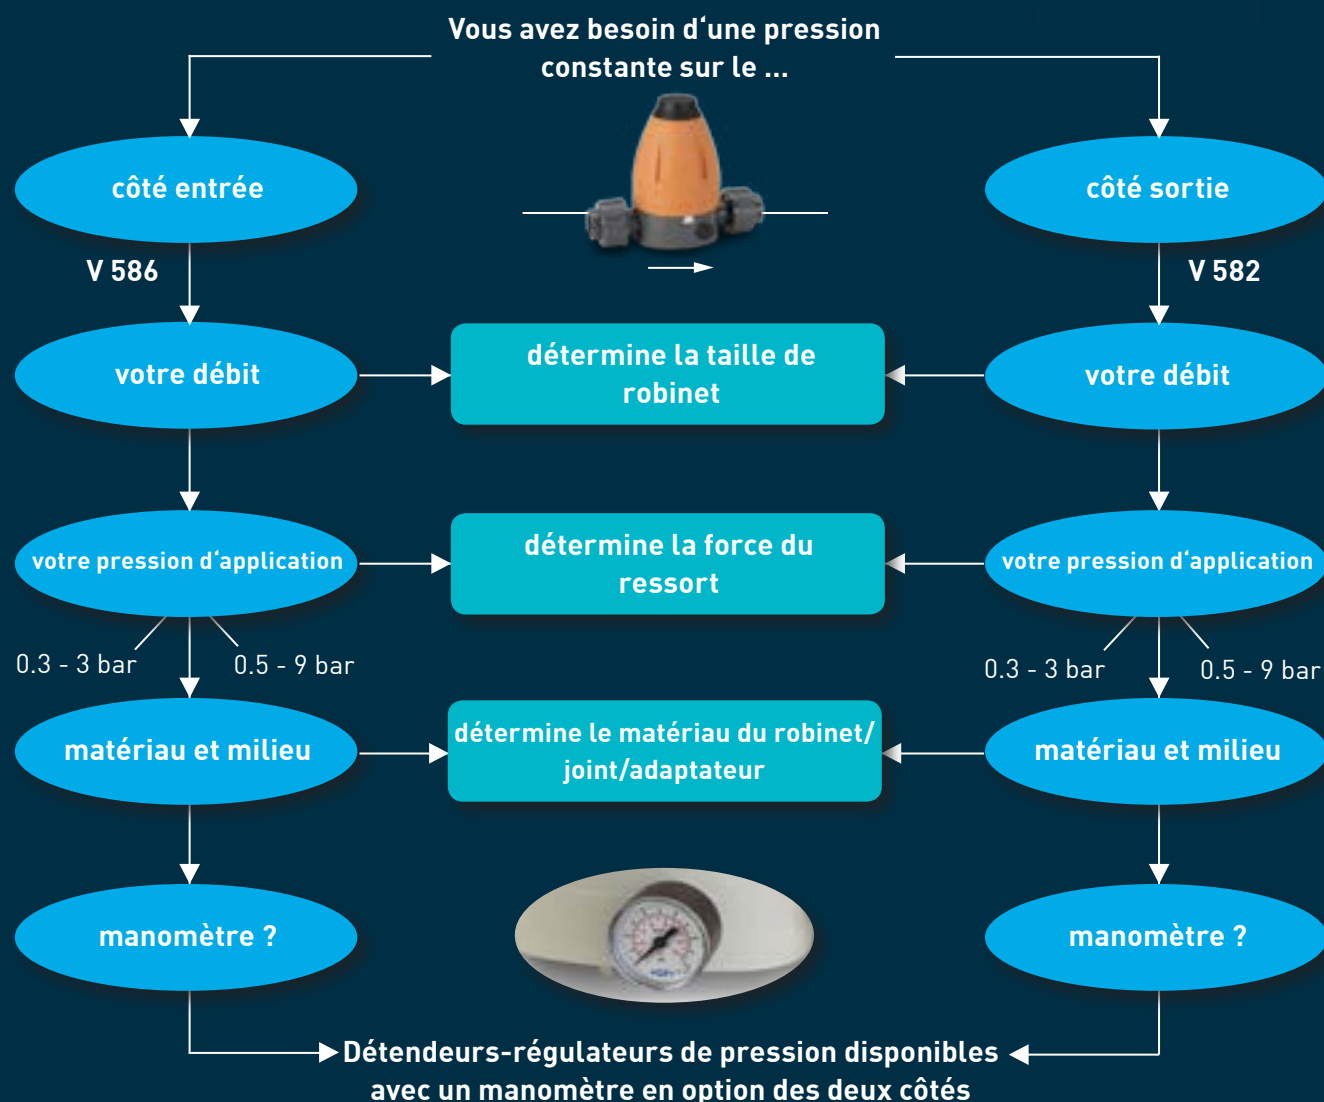 Vous avez besoin d‘une pression
constante sur le ...
côté entrée
côté sortie
V 586
V 582
votre débit
détermine la taille de
robinet
votre débit
votre pression d‘application
détermine la force du
ressort
votre pression d‘application
0.3 - 3 bar
0.5 - 9 bar
0.3 - 3 bar
0.5 - 9 bar
matériau et milieu
détermine le matériau du robinet/
joint/adaptateur
matériau et milieu
manomètre ?
manomètre ?
Détendeurs-régulateurs de pression disponibles
avec un manomètre en option des deux côtés